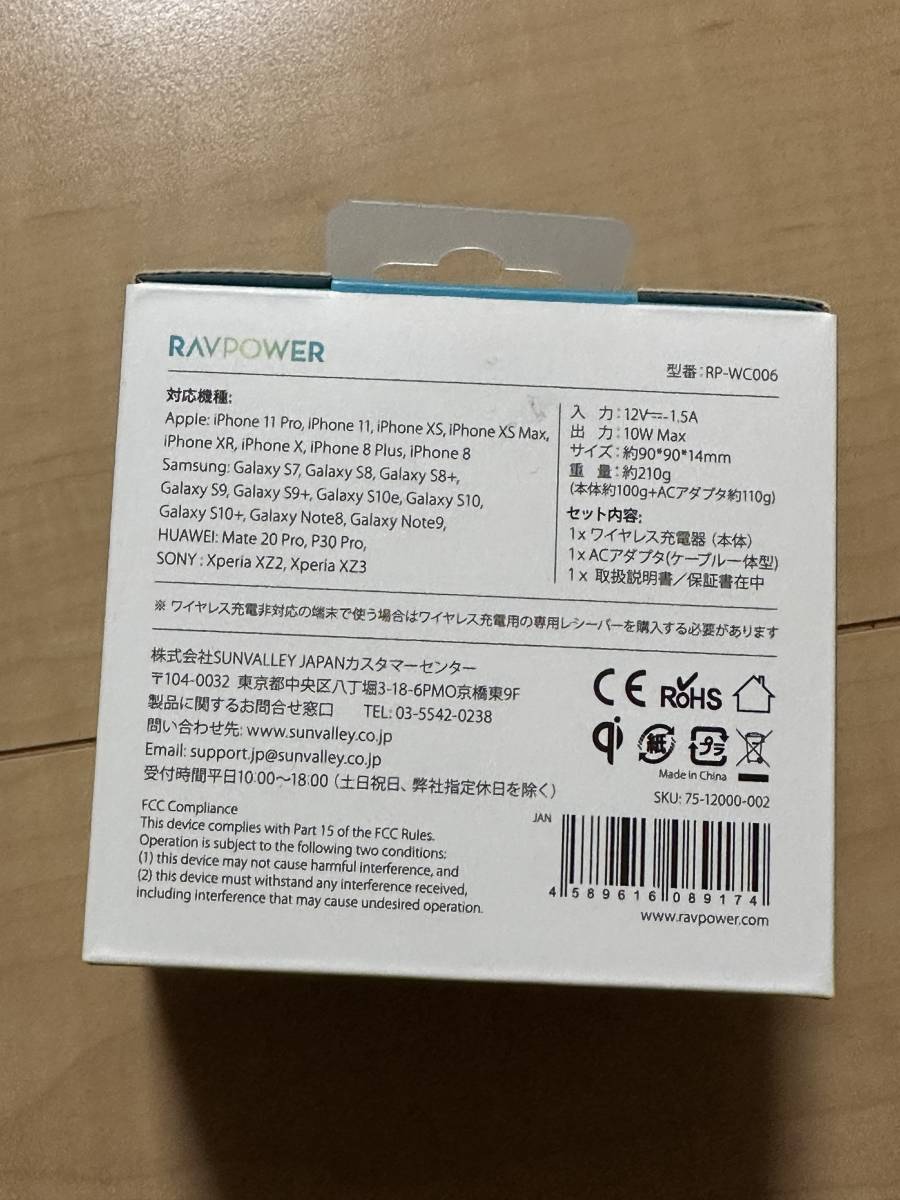 RAVPOWER
型番:RP-WC006
対応機種:
Apple: iPhone 11 Pro, iPhone 11, iPhone XS, iPhone XS Max,
iPhone XR, iPhone X, iPhone 8 Plus, iPhone 8
Samsung: Galaxy S7, Galaxy S8, Galaxy S8+,
Galaxy S9, Galaxy S9+, Galaxy S10e, Galaxy S10,
Galaxy S10+, Galaxy Note8, Galaxy Note9,
HUAWEI: Mate 20 Pro, P30 Pro,
SONY : Xperia XZ2, Xperia XZ3
入 力:12V⎓-1.5A
出 力:10W Max
サイズ:約90*90*14mm
重 量:約210g
(本体約100g+ACアダプタ約110g)
セット内容:
1x ワイヤレス充電器（本体）
1x ACアダプタ(ケーブル一体型)
1x 取扱説明書／保証書在中
※ ワイヤレス充電非対応の端末で使う場合はワイヤレス充電用の専用レシーバーを購入する必要があります
株式会社SUNVALLEY JAPANカスタマーセンター
〒104-0032 東京都中央区八丁堀3-18-6PMO京橋東9F
製品に関するお問合せ窓口 TEL: 03-5542-0238
問い合わせ先: www.sunvalley.co.jp
Email: support.jp@sunvalley.co.jp
受付時間平日10:00～18:00（土日祝日、弊社指定休日を除く）
FCC Compliance
This device complies with Part 15 of the FCC Rules.
Operation is subject to the following two conditions:
(1) this device may not cause harmful interference, and
(2) this device must withstand any interference received,
including interference that may cause undesired operation.
CE RoHS
qi 紙 プラ
Made in China
SKU: 75-12000-002
JAN
4 589616 089174
www.ravpower.com